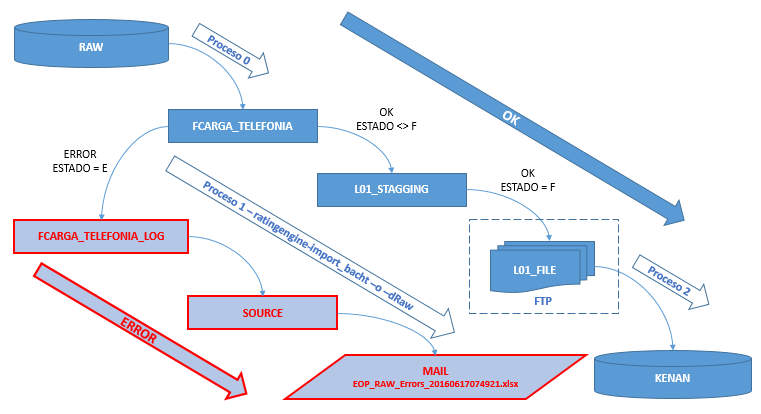 RAW
Proceso 0
OK
FCARGA_TELEFONIA
OK
ESTADO <> F
ERROR
ESTADO = E
L01_STAGGING
OK
ESTADO = F
Proceso 1 – ratingengine-import_bacht –o –dRaw
FCARGA_TELEFONIA_LOG
L01_FILE
FTP
Proceso 2
SOURCE
ERROR
MAIL
EOP_RAW_Errors_20160617074921.xlsx
KENAN